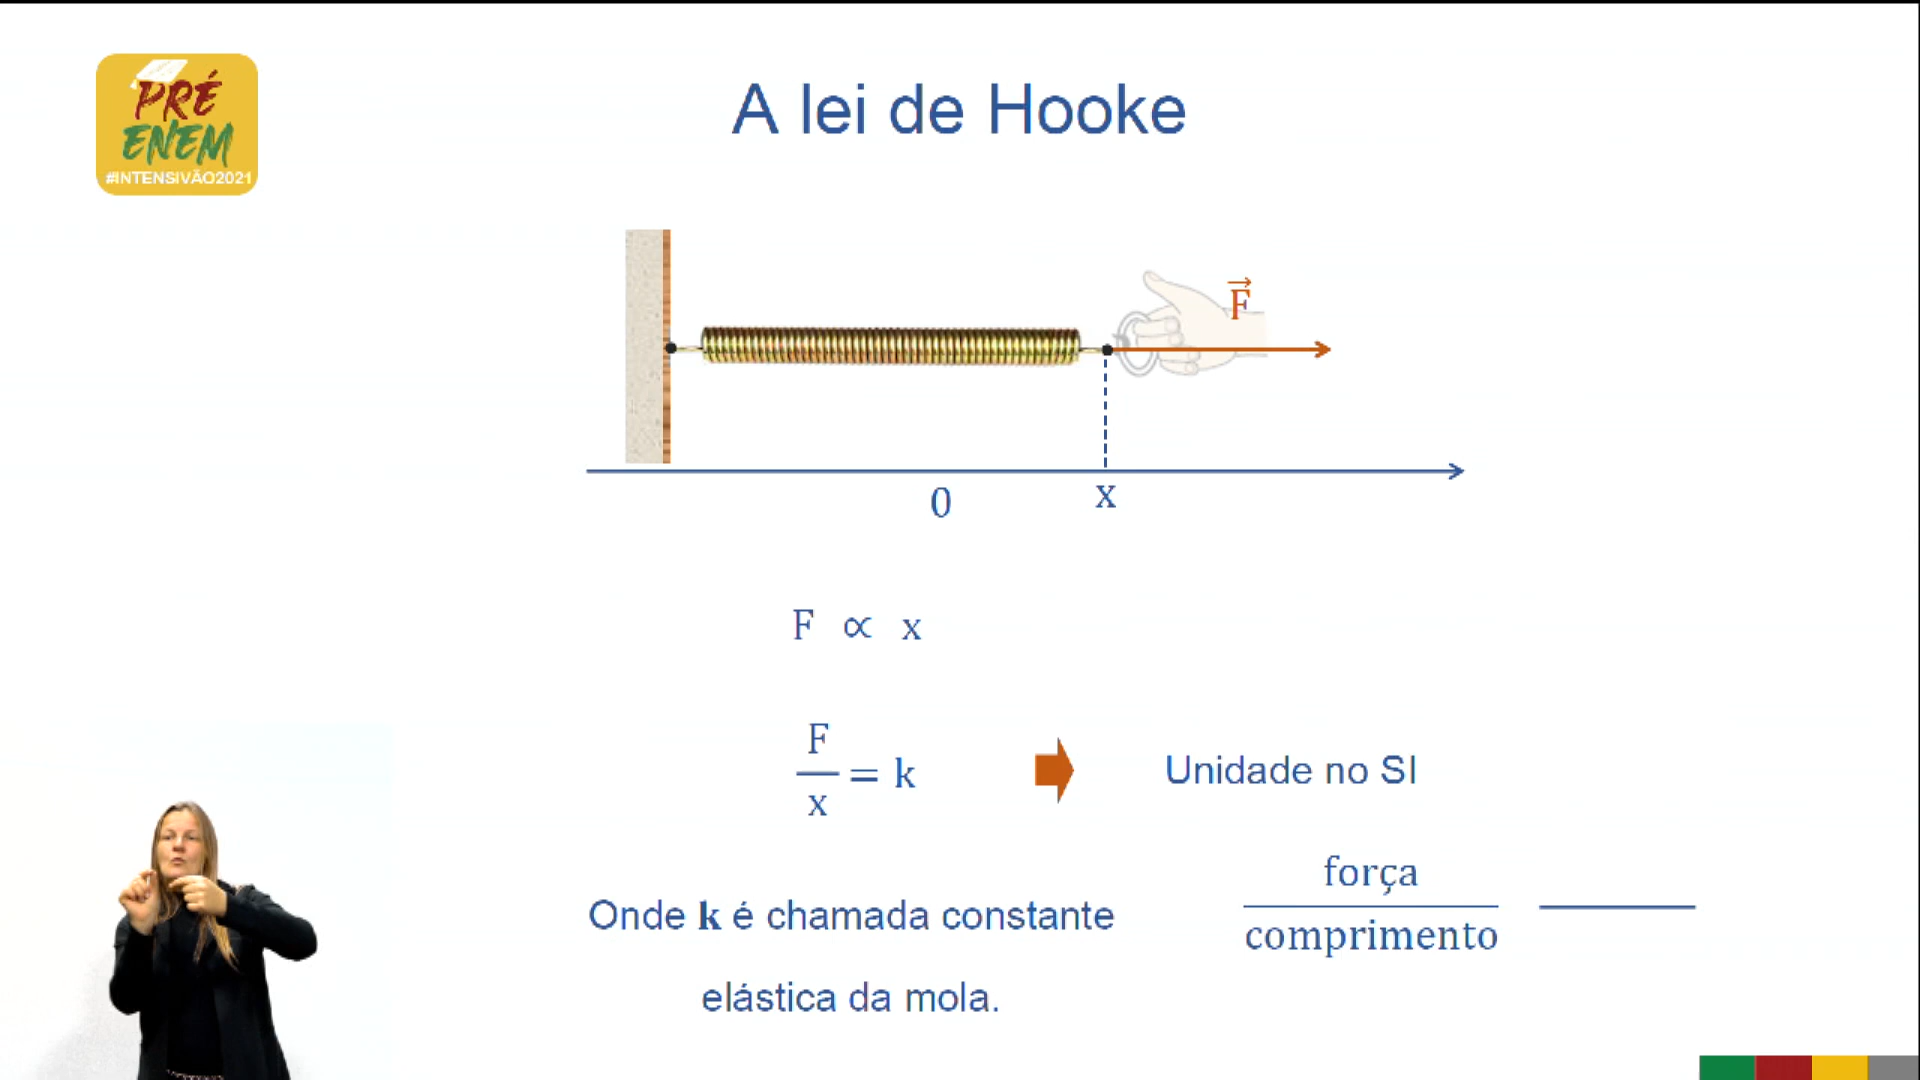 PRÉ
ENEM
#INTENSIVÃO2021
A lei de Hooke
F⃗
0
x
F ∝ x
F/x = k
Unidade no SI
força/comprimento
Onde k é chamada constante
elástica da mola.